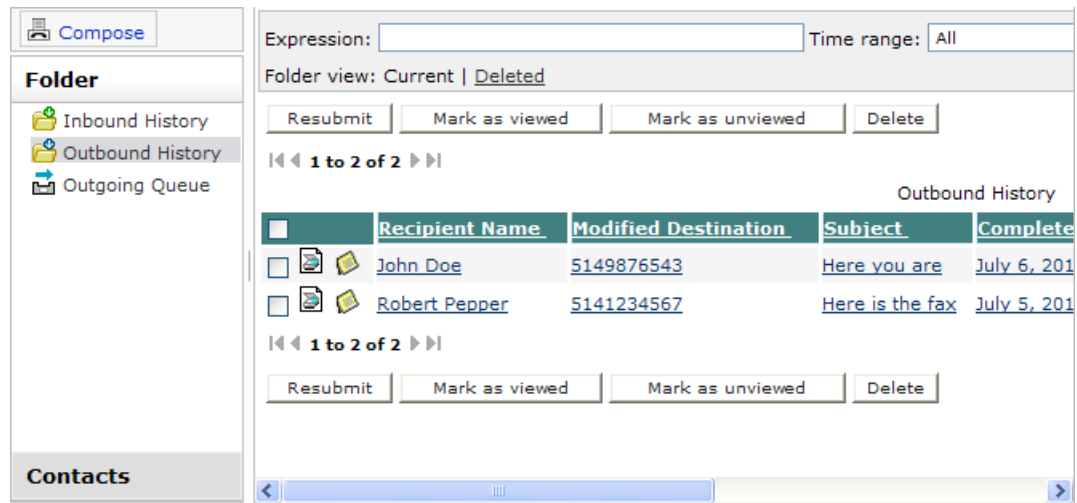 Compose
Folder
Inbound History
Outbound History
Outgoing Queue
Contacts
Expression: Time range: All
Folder view: Current | Deleted
Resubmit Mark as viewed Mark as unviewed Delete
1 to 2 of 2
Outbound History
Recipient Name Modified Destination Subject Complete
John Doe 5149876543 Here you are July 6, 201
Robert Pepper 5141234567 Here is the fax July 5, 201
1 to 2 of 2
Resubmit Mark as viewed Mark as unviewed Delete